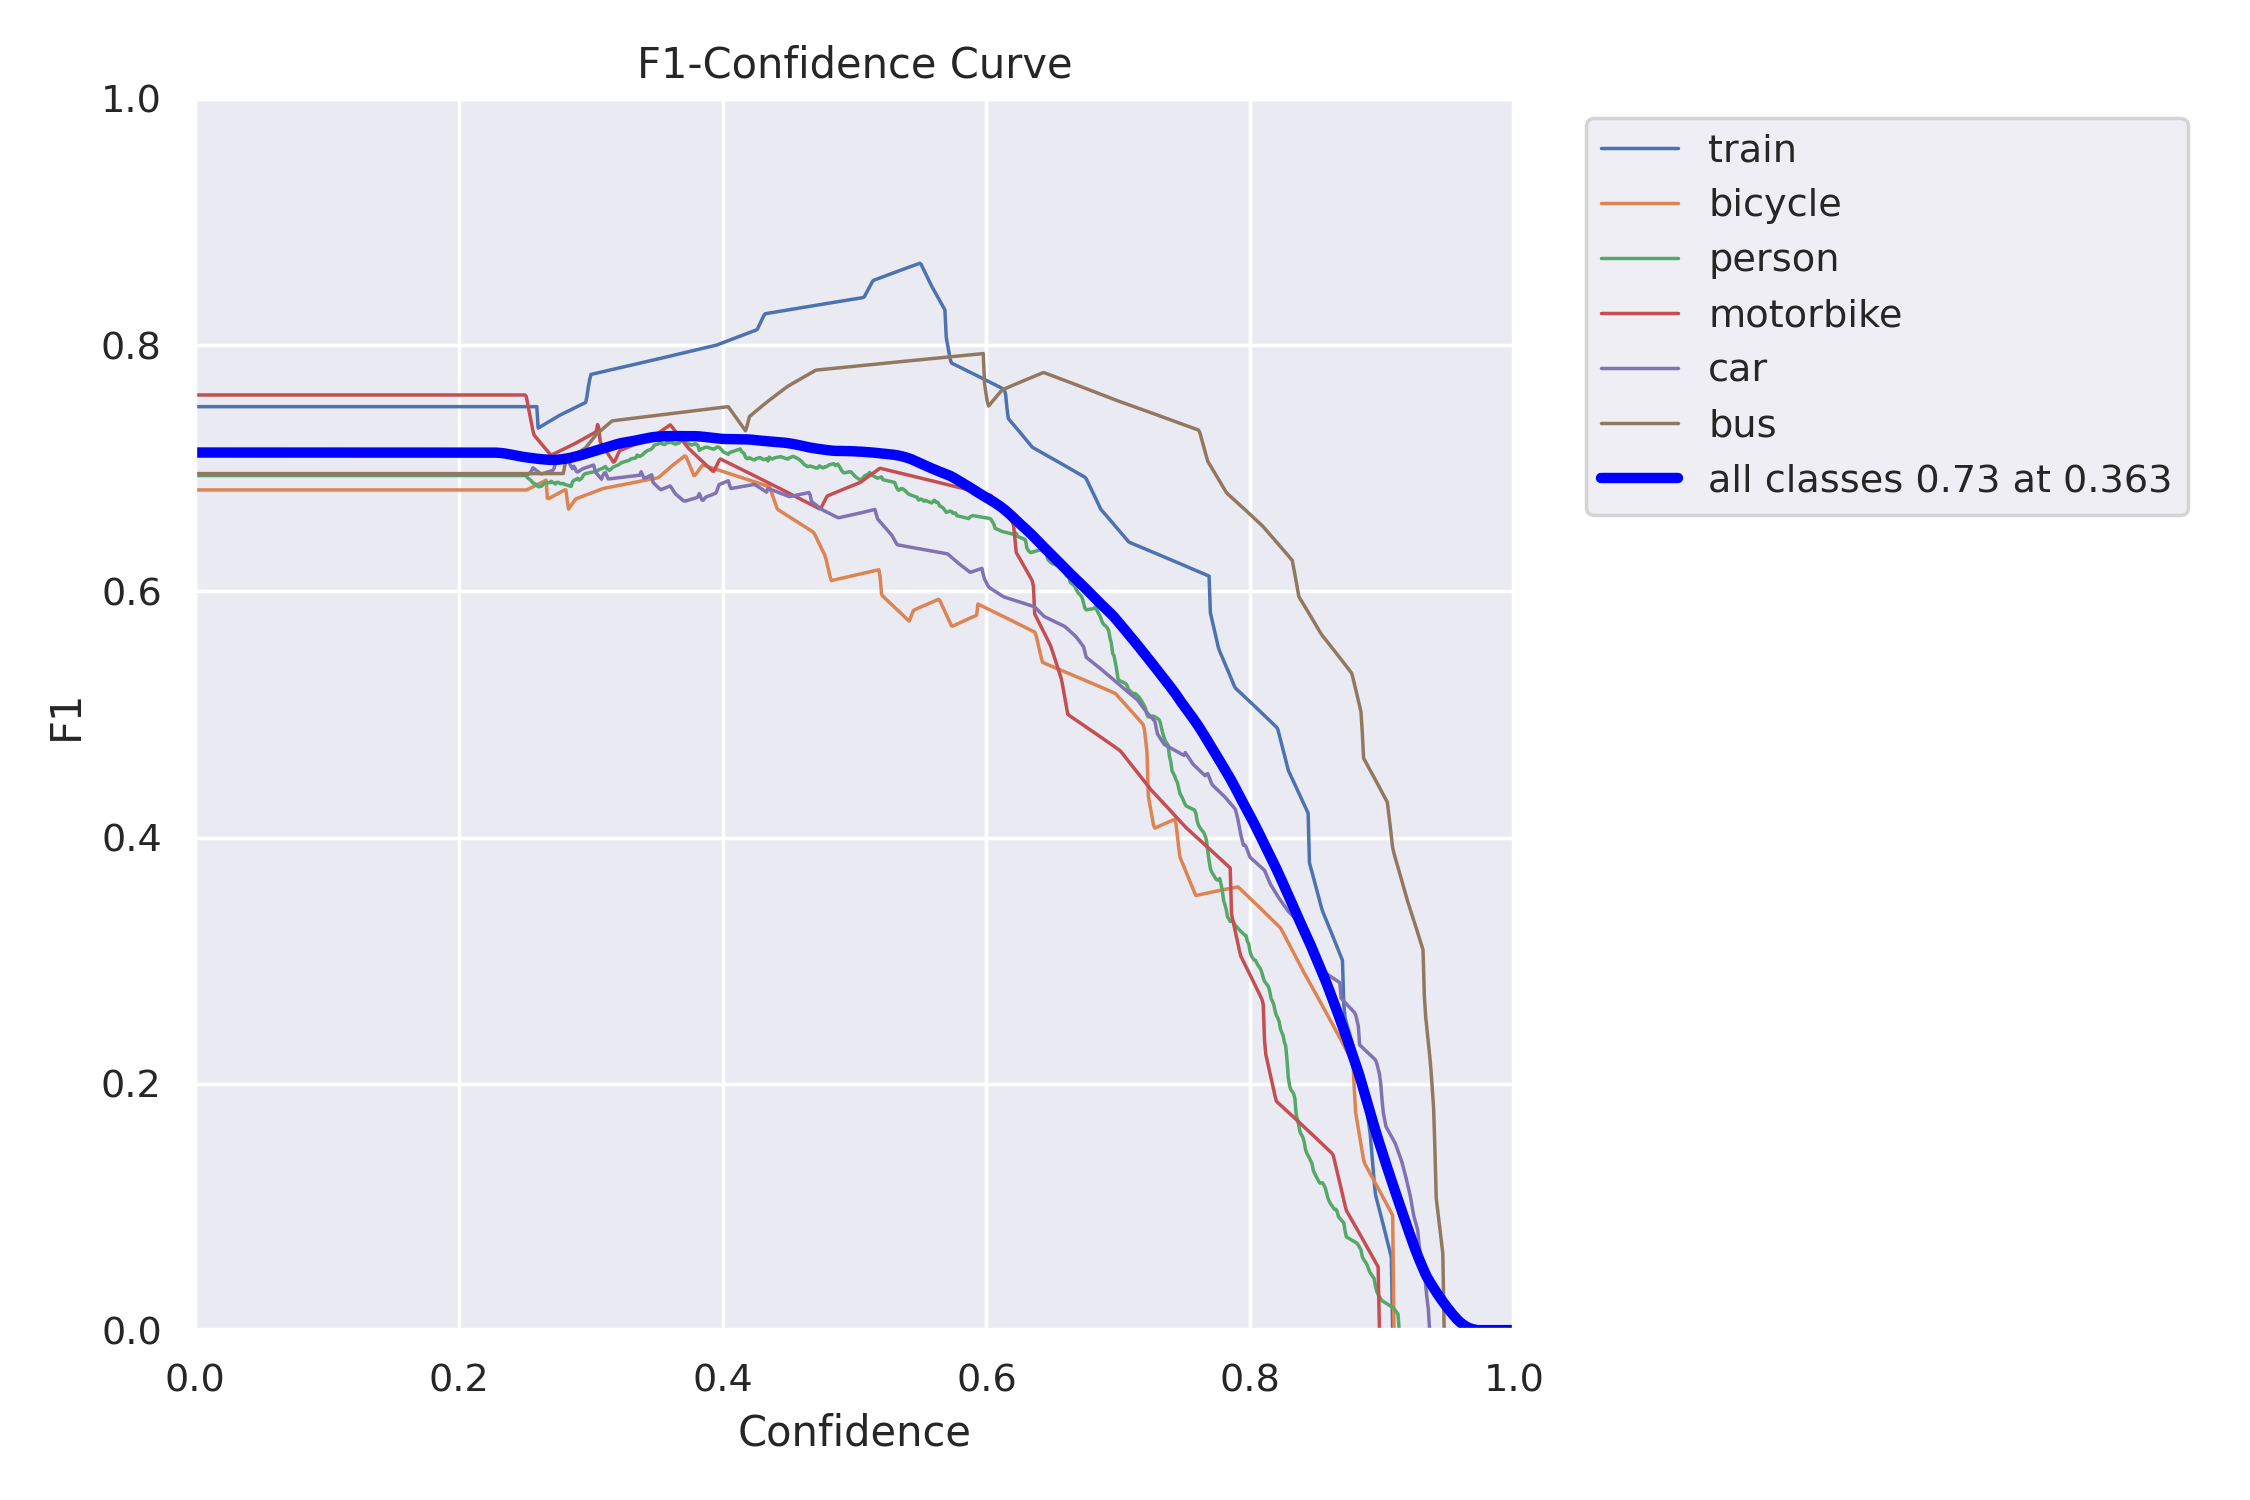 F1-Confidence Curve
1.0
0.8
0.6
0.4
0.2
0.0
F1
0.0 0.2 0.4 0.6 0.8 1.0
Confidence
train
bicycle
person
motorbike
car
bus
all classes 0.73 at 0.363